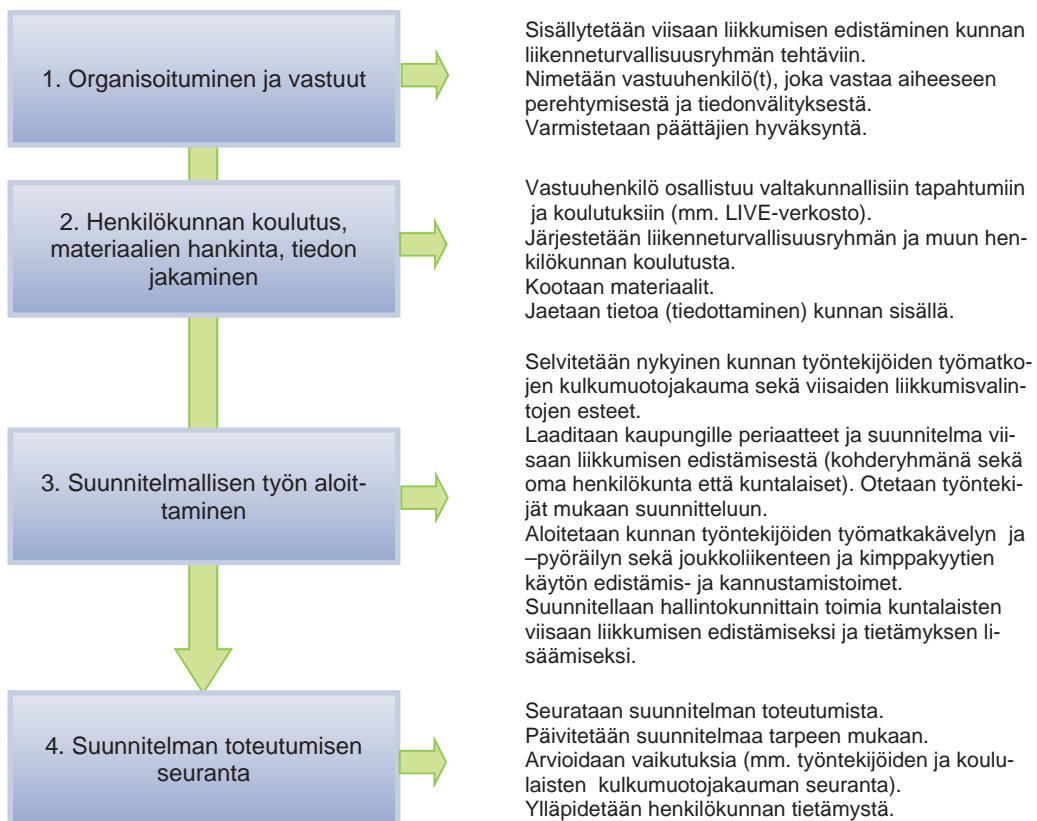 1. Organisoituminen ja vastuut
Sisällytetään viisaan liikkumisen edistäminen kunnan
liikenneturvallisuusryhmän tehtäviin.
Nimetään vastuuhenkilö(t), joka vastaa aiheeseen
perehtymisestä ja tiedonvälityksestä.
Varmistetaan päättäjien hyväksyntä.
2. Henkilökunnan koulutus,
materiaalien hankinta, tiedon
jakaminen
Vastuuhenkilö osallistuu valtakunnallisiin tapahtumiin
ja koulutuksiin (mm. LIVE-verkosto).
Järjestetään liikenneturvallisuusryhmän ja muun hen-
kilökunnan koulutusta.
Kootaan materiaalit.
Jaetaan tietoa (tiedottaminen) kunnan sisällä.
3. Suunnitelmallisen työn aloit-
taminen
Selvitetään nykyinen kunnan työntekijöiden työmatko-
jen kulkumuotojakauma sekä viisaiden liikkumisvalin-
tojen esteet.
Laaditaan kaupungille periaatteet ja suunnitelma vii-
saan liikkumisen edistämisestä (kohderyhmänä sekä
oma henkilökunta että kuntalaiset). Otetaan työnteki-
jät mukaan suunnitteluun.
Aloitetaan kunnan työntekijöiden työmatkakävelyn ja
–pyöräilyn sekä joukkoliikenteen ja kimppakyytien
käytön edistämis- ja kannustamistoimet.
Suunnitellaan hallintokunnittain toimia kuntalaisten
viisaan liikkumisen edistämiseksi ja tietämyksen li-
säämiseksi.
4. Suunnitelman toteutumisen
seuranta
Seurataan suunnitelman toteutumista.
Päivitetään suunnitelmaa tarpeen mukaan.
Arvioidaan vaikutuksia (mm. työntekijöiden ja koulu-
laisten kulkumuotojakauman seuranta).
Ylläpidetään henkilökunnan tietämystä.